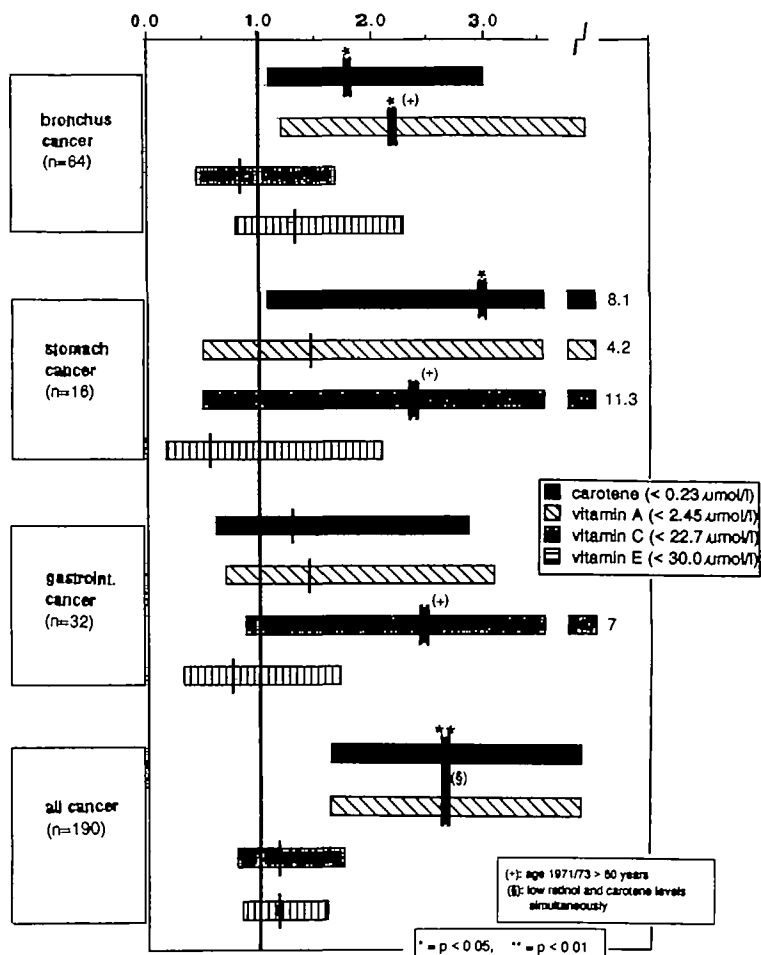 0.0 1.0 2.0 3.0
bronchus
cancer
(n=64)
*
* (+)
stomach
cancer
(n=16)
*
8.1
4.2
(+)
11.3
carotene (< 0.23 umol/l)
vitamin A (< 2.45 umol/l)
vitamin C (< 22.7 umol/l)
vitamin E (< 30.0 umol/l)
gastroint.
cancer
(n=32)
(+)
7
all cancer
(n=190)
**
(§)
(+): age 1971/73 > 60 years
(§): low retinol and carotene levels
simultaneously
* = p < 0.05, ** = p < 0.01